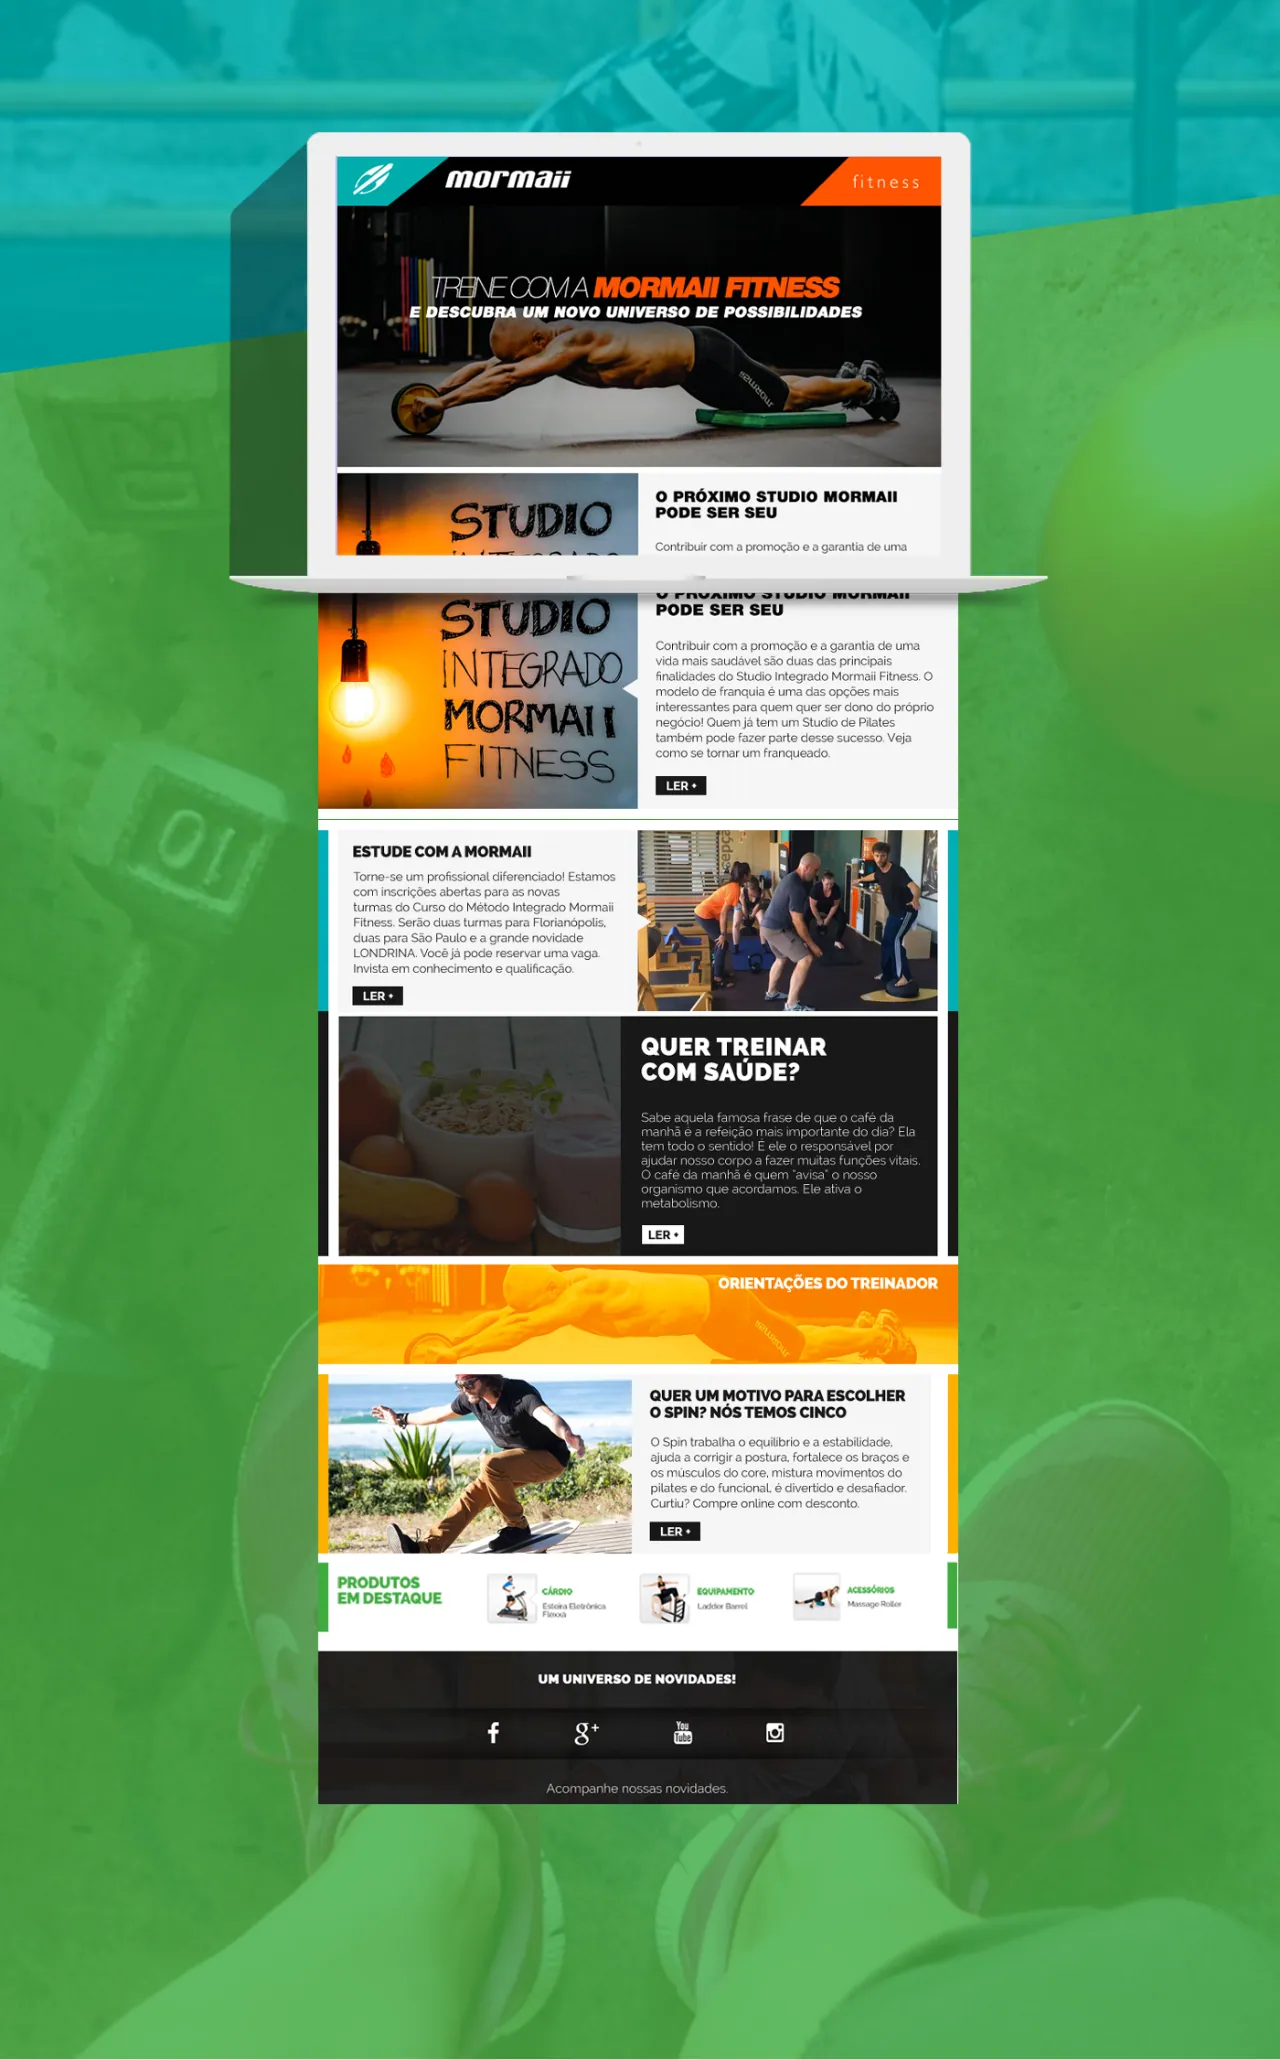 mormaii
fitness
TREINE COM A MORMAII FITNESS
E DESCUBRA UM NOVO UNIVERSO DE POSSIBILIDADES
mormaii
STUDIO
INTEGRADO
O PRÓXIMO STUDIO MORMAII
PODE SER SEU
Contribuir com a promoção e a garantia de uma
STUDIO
INTEGRADO
MORMAII
FITNESS
O PRÓXIMO STUDIO MORMAII
PODE SER SEU
Contribuir com a promoção e a garantia de uma
vida mais saudável são duas das principais
finalidades do Studio Integrado Mormaii Fitness. O
modelo de franquia é uma das opções mais
interessantes para quem quer ser dono do próprio
negócio! Quem já tem um Studio de Pilates
também pode fazer parte desse sucesso. Veja
como se tornar um franqueado.
LER +
01
ESTUDE COM A MORMAII
Torne-se um profissional diferenciado! Estamos
com inscrições abertas para as novas
turmas do Curso do Método Integrado Mormaii
Fitness. Serão duas turmas para Florianópolis,
duas para São Paulo e a grande novidade
LONDRINA. Você já pode reservar uma vaga.
Invista em conhecimento e qualificação.
LER +
QUER TREINAR
COM SAÚDE?
Sabe aquela famosa frase de que o café da
manhã é a refeição mais importante do dia? Ela
tem todo o sentido! É ele o responsável por
ajudar nosso corpo a fazer muitas funções vitais.
O café da manhã é quem "avisa" o nosso
organismo que acordamos. Ele ativa o
metabolismo.
LER +
ORIENTAÇÕES DO TREINADOR
mormaii
QUER UM MOTIVO PARA ESCOLHER
O SPIN? NÓS TEMOS CINCO
O Spin trabalha o equilíbrio e a estabilidade,
ajuda a corrigir a postura, fortalece os braços e
os músculos do core, mistura movimentos do
pilates e do funcional, é divertido e desafiador.
Curtiu? Compre online com desconto.
LER +
PRODUTOS
EM DESTAQUE
CÁRDIO
Esteira Eletrônica
Flexxa
EQUIPAMENTO
Ladder Barrel
ACESSÓRIOS
Massage Roller
UM UNIVERSO DE NOVIDADES!
f
g+
You
Tube
Acompanhe nossas novidades.